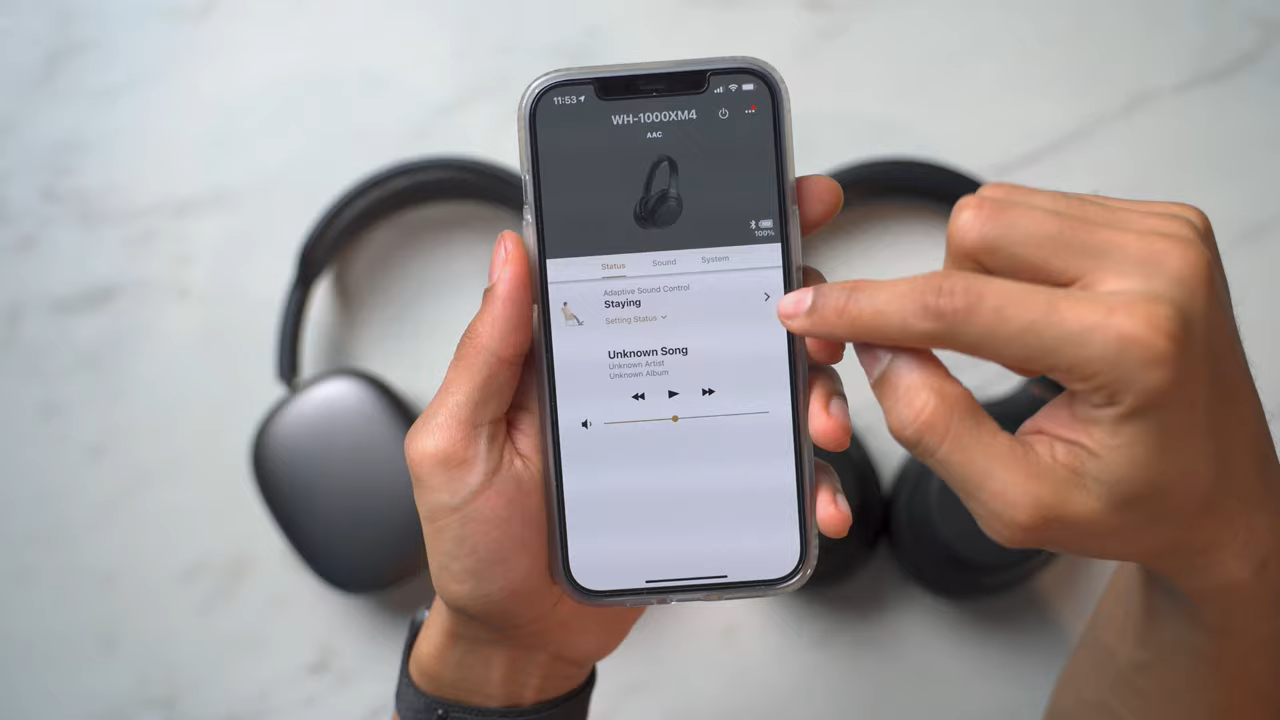 11:53
WH-1000XM4
AAC
100%
Status Sound System
Adaptive Sound Control
Staying
Setting Status
Unknown Song
Unknown Artist
Unknown Album